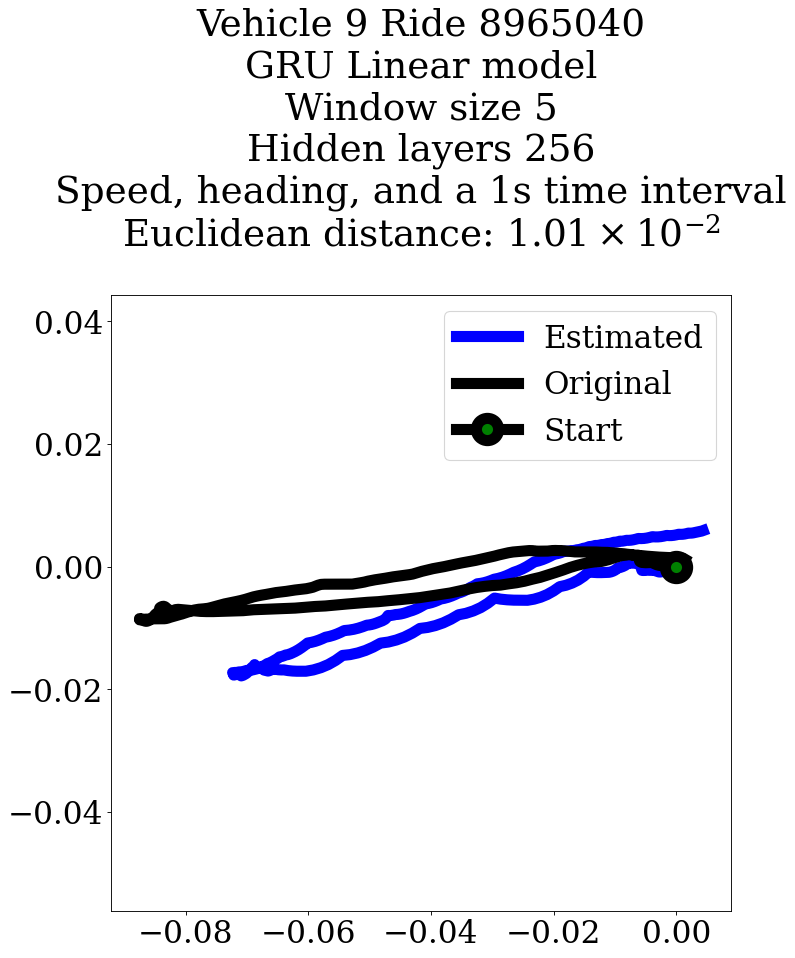 Vehicle 9 Ride 8965040
GRU Linear model
Window size 5
Hidden layers 256
Speed, heading, and a 1s time interval
Euclidean distance: 1.01 × 10⁻²
Estimated
Original
Start
0.04
0.02
0.00
−0.02
−0.04
−0.08 −0.06 −0.04 −0.02 0.00